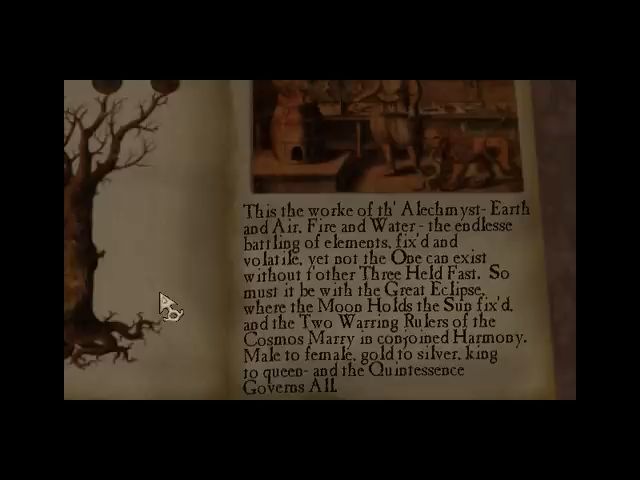 This the worke of th' Alechmyst- Earth
and Air, Fire and Water- the endlesse
battling of elements, fix'd and
volatile, yet not the One can exist
without t'other Three Held Fast. So
must it be with the Great Eclipse,
where the Moon Holds the Sun fix'd,
and the Two Warring Rulers of the
Cosmos Marry in conjoined Harmony.
Male to female, gold to silver, king
to queen- and the Quintessence
Governs All.